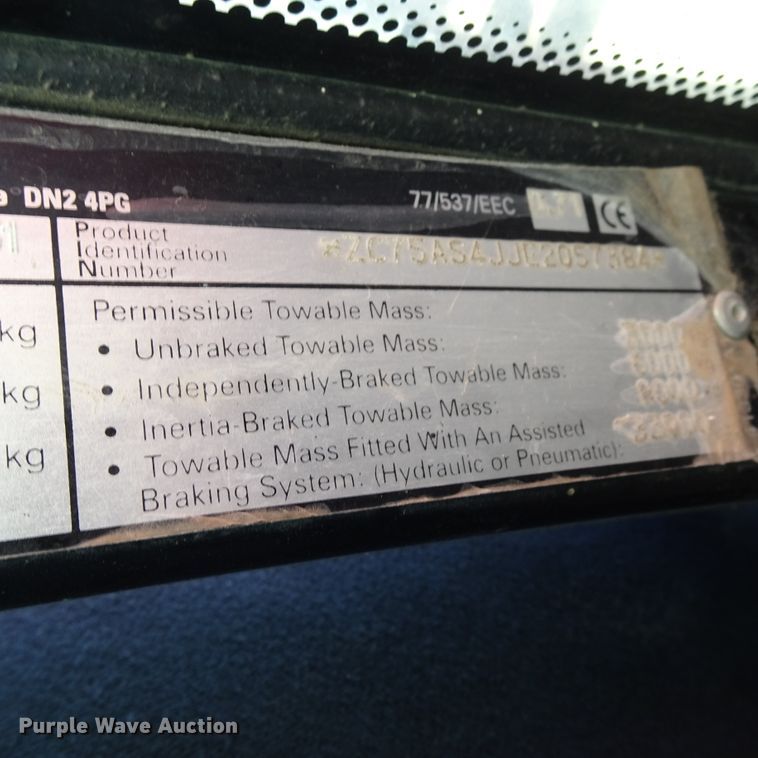 DN2 4PG
77/537/EEC
CE
Product
Identification
Number
kg
Permissible Towable Mass:
• Unbraked Towable Mass:
kg
• Independently-Braked Towable Mass:
• Inertia-Braked Towable Mass:
kg
• Towable Mass Fitted With An Assisted
Braking System: (Hydraulic or Pneumatic):
Purple Wave Auction